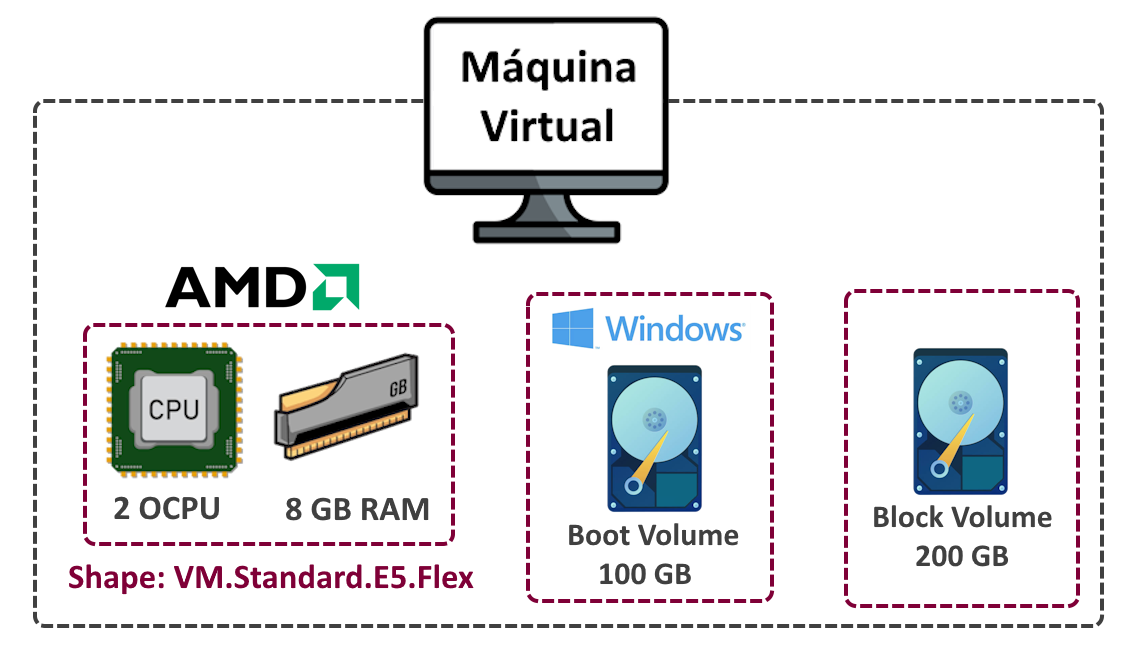 Máquina
Virtual
AMD
CPU
GB
2 OCPU
8 GB RAM
Shape: VM.Standard.E5.Flex
Windows
Boot Volume
100 GB
Block Volume
200 GB